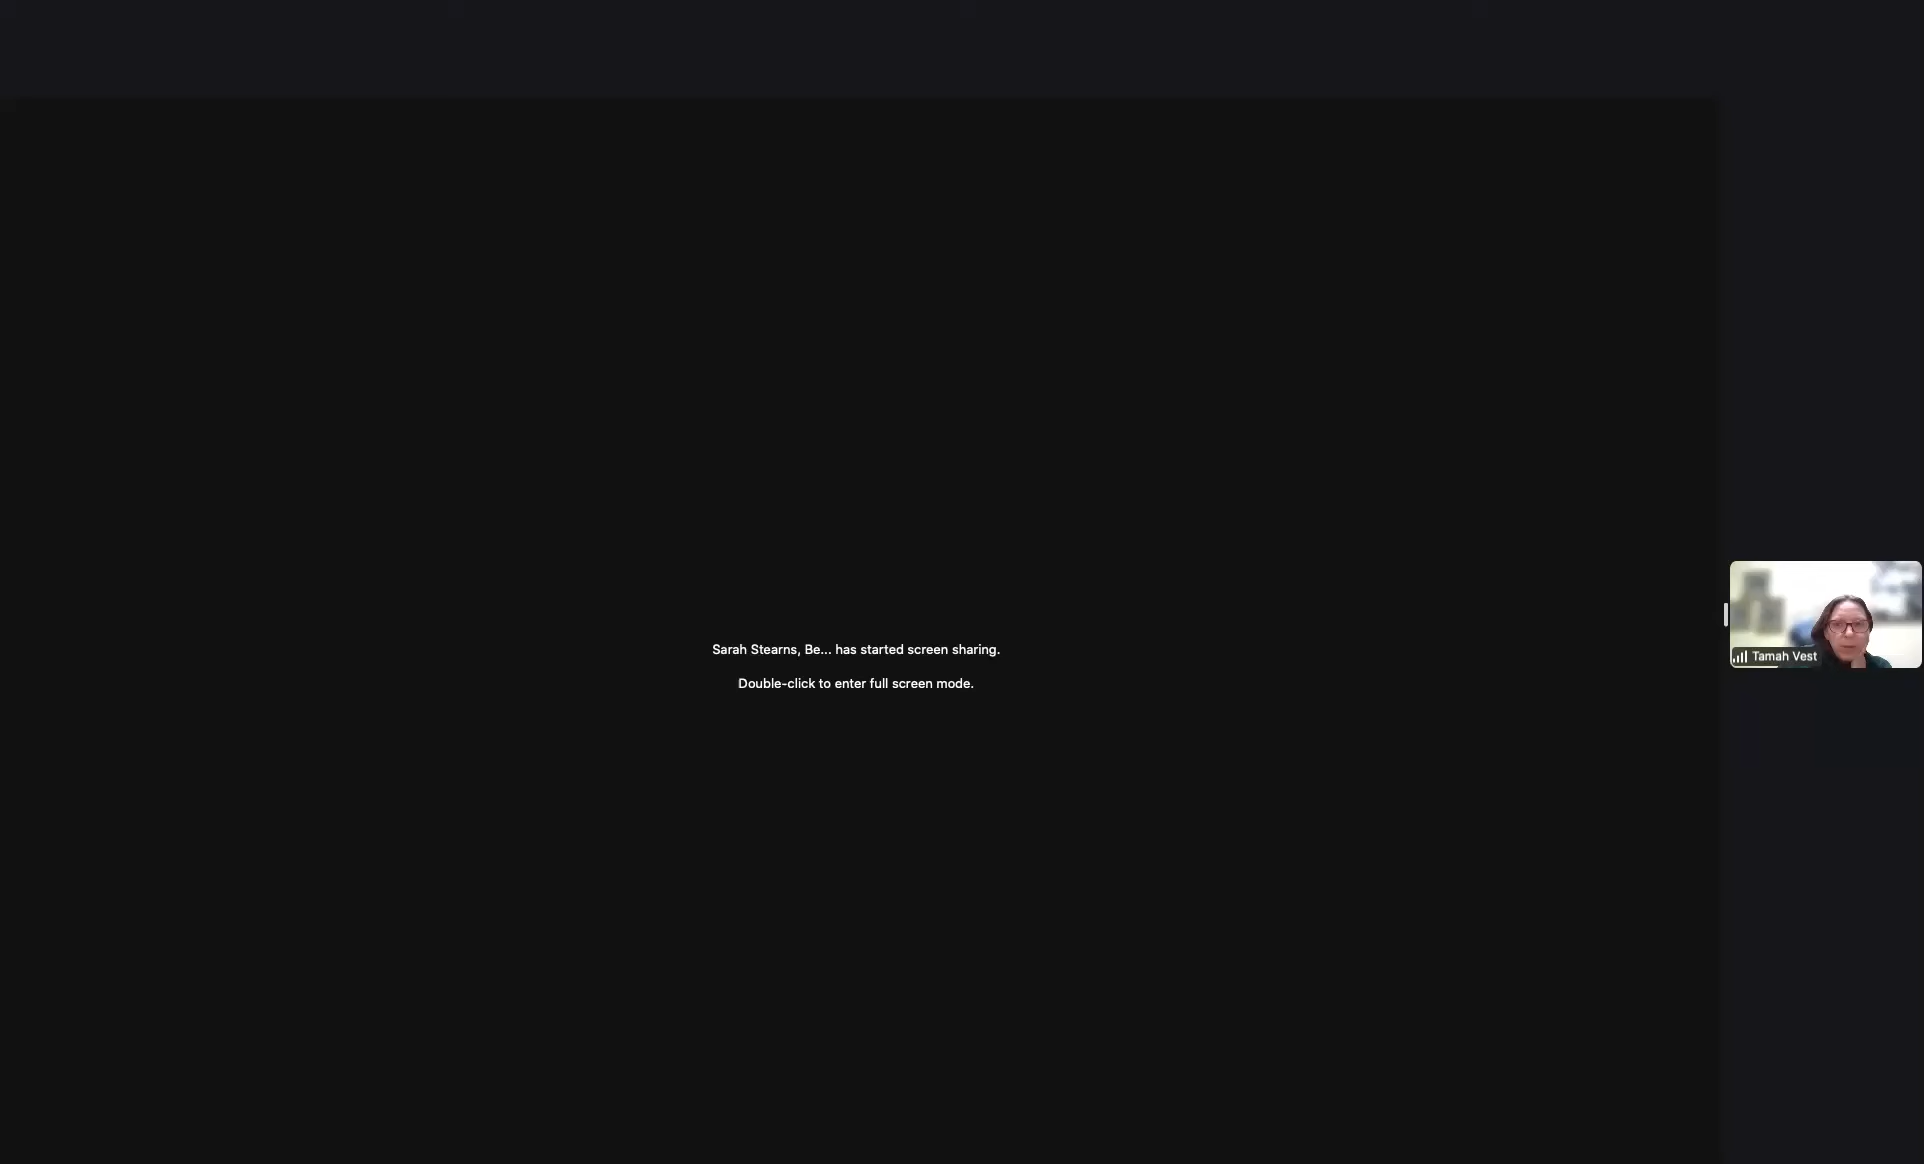 Sarah Stearns, Be... has started screen sharing.
Double-click to enter full screen mode.
Tamah Vest